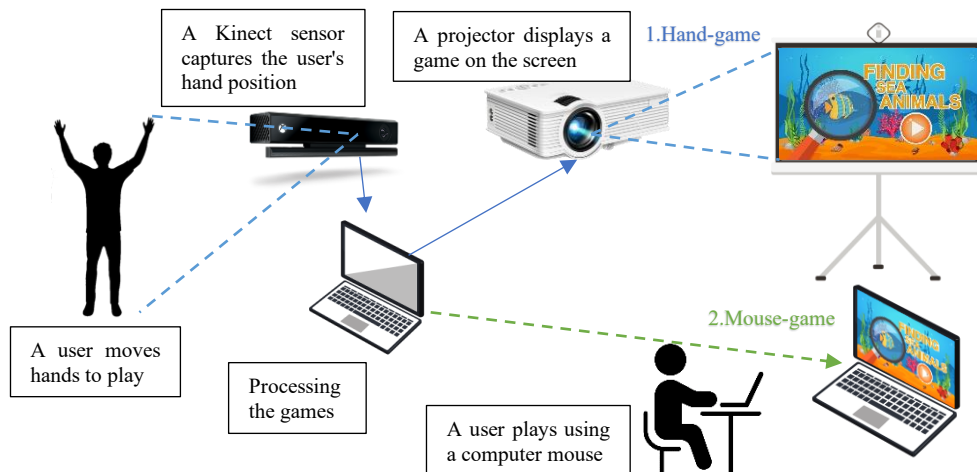 A Kinect sensor
captures the user's
hand position
A projector displays a
game on the screen
1.Hand-game
FINDING
SEA
ANIMALS
A user moves
hands to play
Processing
the games
2.Mouse-game
FINDING
SEA
ANIMALS
A user plays using
a computer mouse